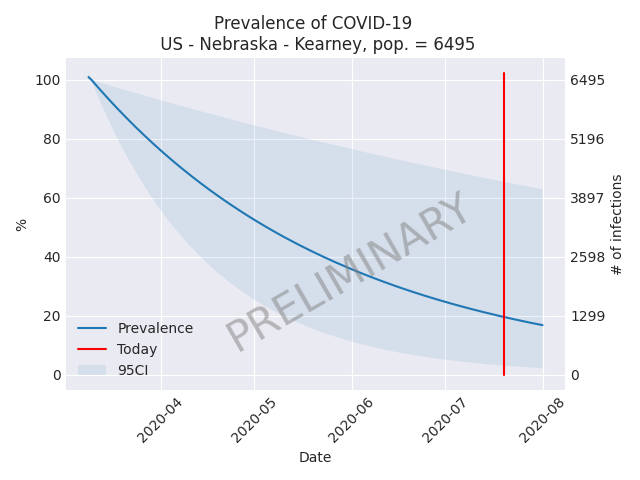 Prevalence of COVID-19
US - Nebraska - Kearney, pop. = 6495
100
80
60
40
20
0
%
6495
5196
3897
2598
1299
0
# of infections
PRELIMINARY
Prevalence
Today
95CI
2020-04
2020-05
2020-06
2020-07
2020-08
Date